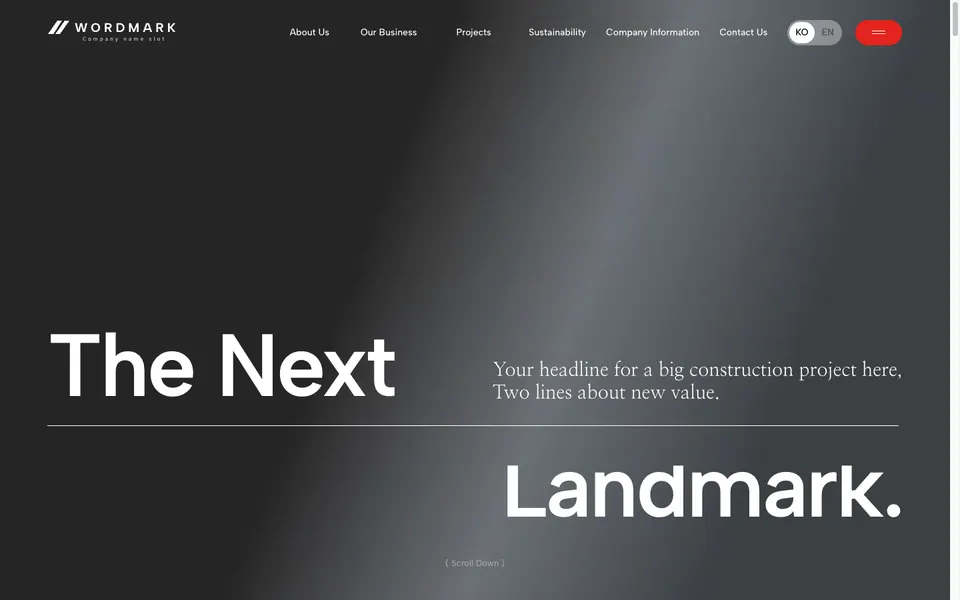 WORDMARK
Company name slot
About Us
Our Business
Projects
Sustainability
Company Information
Contact Us
KO
EN
The Next
Your headline for a big construction project here,
Two lines about new value.
Landmark.
( Scroll Down )